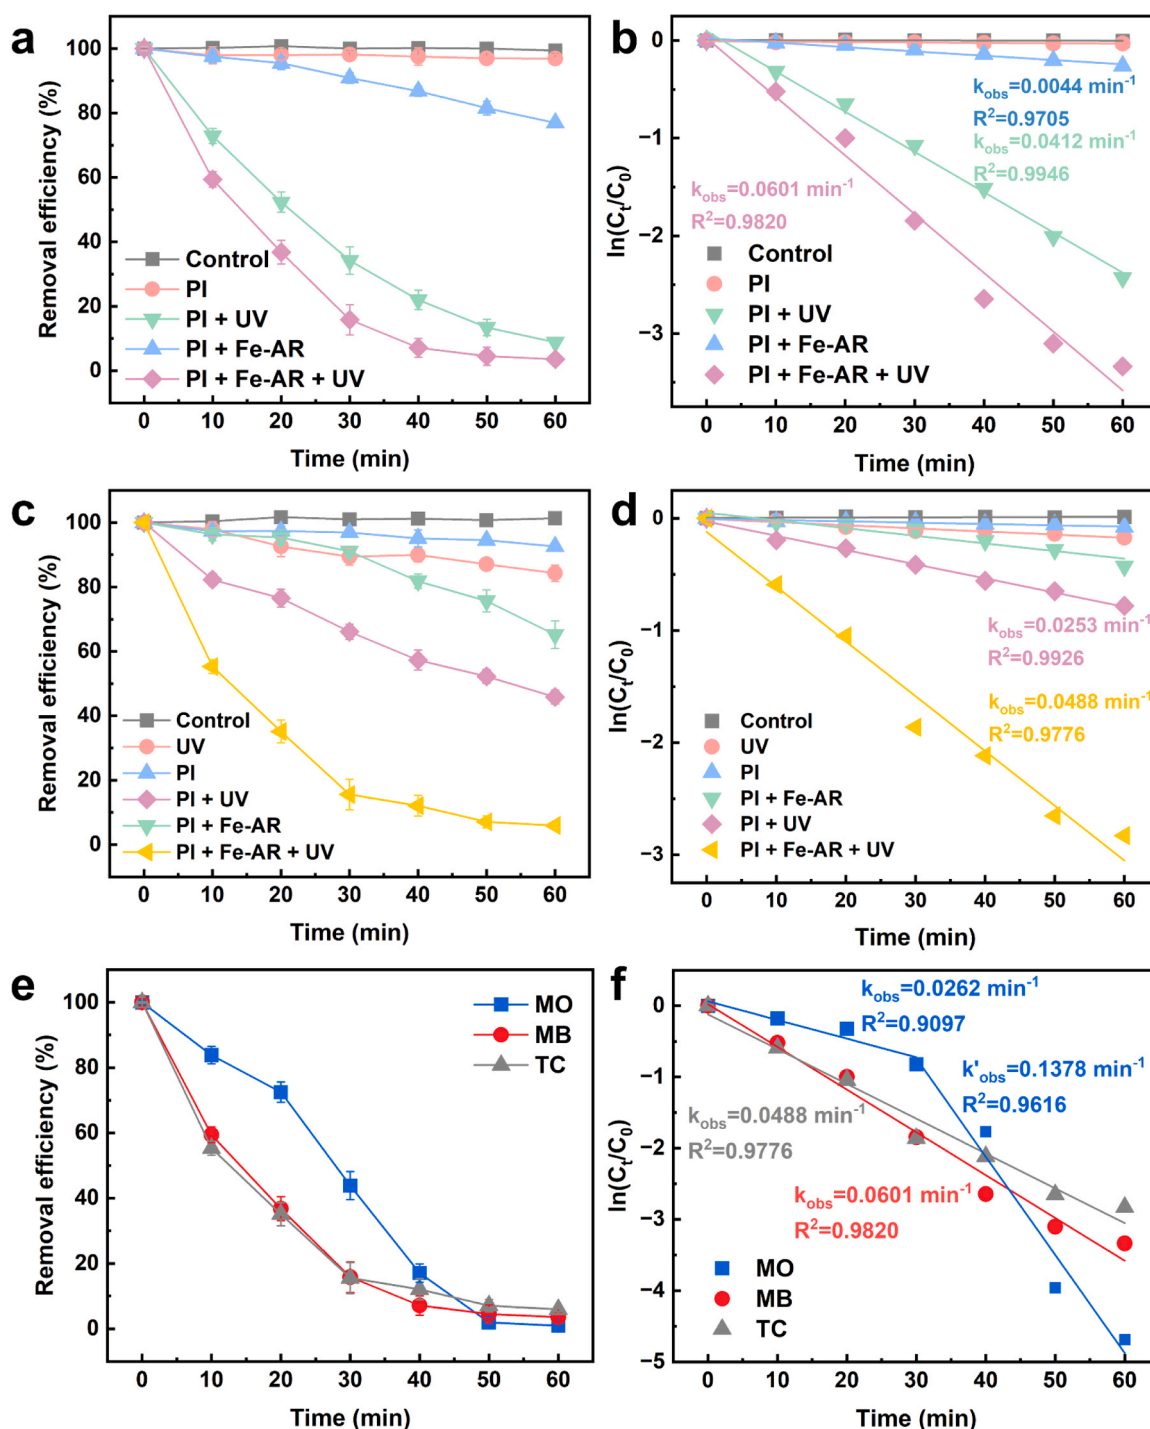 a
Removal efficiency (%)
100
80
60
40
20
0
Control
PI
PI + UV
PI + Fe-AR
PI + Fe-AR + UV
0 10 20 30 40 50 60
Time (min)
b
ln(Cₜ/C₀)
0
−1
−2
−3
k_obs=0.0044 min⁻¹
R²=0.9705
k_obs=0.0412 min⁻¹
R²=0.9946
k_obs=0.0601 min⁻¹
R²=0.9820
Control
PI
PI + UV
PI + Fe-AR
PI + Fe-AR + UV
0 10 20 30 40 50 60
Time (min)
c
Removal efficiency (%)
100
80
60
40
20
0
Control
UV
PI
PI + UV
PI + Fe-AR
PI + Fe-AR + UV
0 10 20 30 40 50 60
Time (min)
d
ln(Cₜ/C₀)
0
−1
−2
−3
k_obs=0.0253 min⁻¹
R²=0.9926
k_obs=0.0488 min⁻¹
R²=0.9776
Control
UV
PI
PI + Fe-AR
PI + UV
PI + Fe-AR + UV
0 10 20 30 40 50 60
Time (min)
e
Removal efficiency (%)
100
80
60
40
20
0
MO
MB
TC
0 10 20 30 40 50 60
Time (min)
f
ln(Cₜ/C₀)
0
−1
−2
−3
−4
−5
k_obs=0.0262 min⁻¹
R²=0.9097
k'_obs=0.1378 min⁻¹
R²=0.9616
k_obs=0.0488 min⁻¹
R²=0.9776
k_obs=0.0601 min⁻¹
R²=0.9820
MO
MB
TC
0 10 20 30 40 50 60
Time (min)